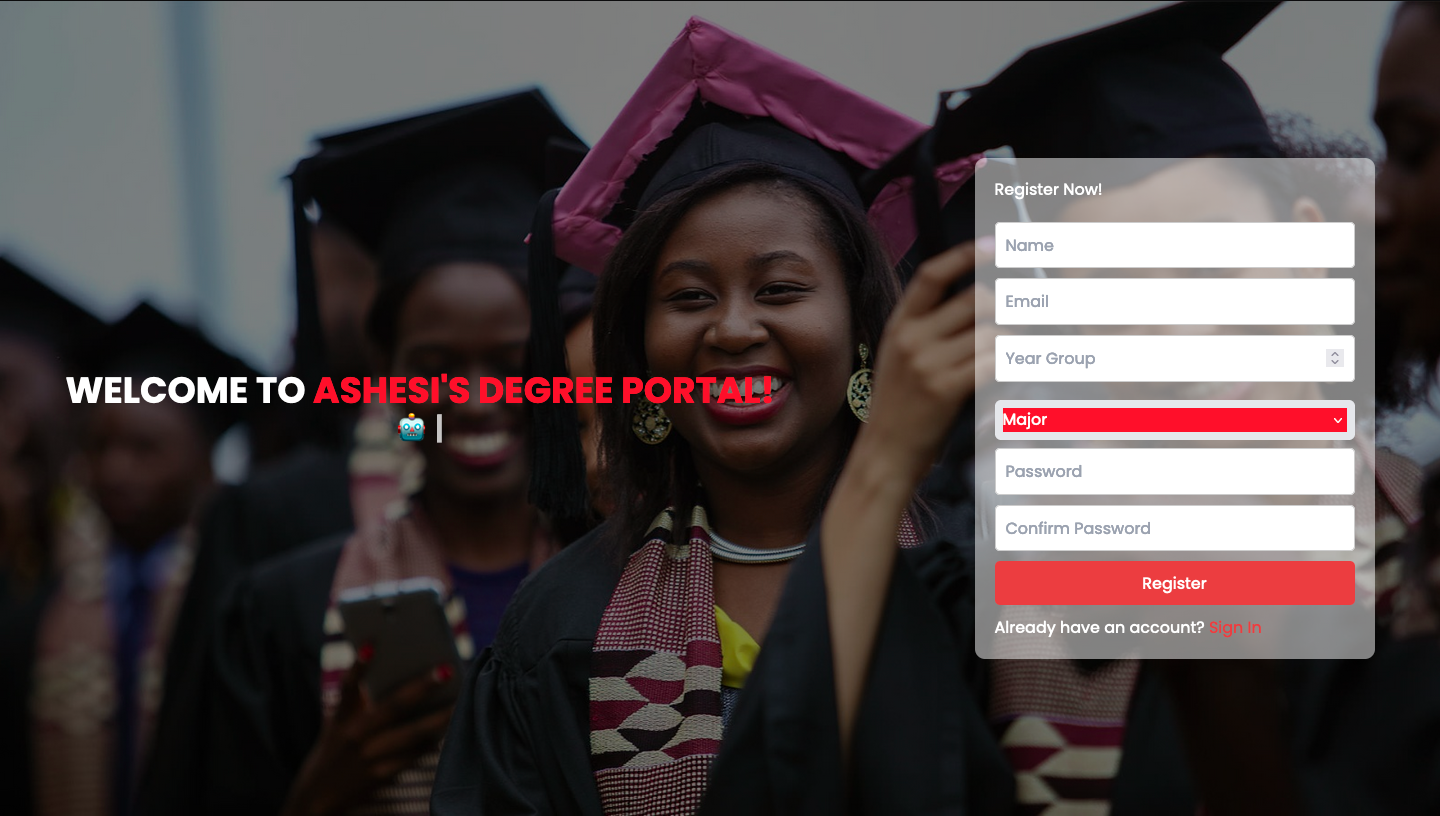 WELCOME TO ASHESI'S DEGREE PORTAL!
🤖 |
Register Now!
Name
Email
Year Group
Major
Password
Confirm Password
Register
Already have an account? Sign In